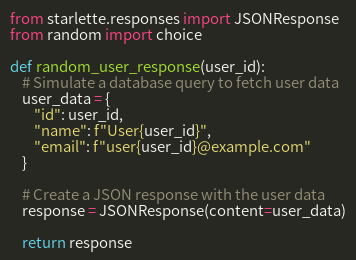 from starlette.responses import JSONResponse
from random import choice

def random_user_response(user_id):
    # Simulate a database query to fetch user data
    user_data = {
        "id": user_id,
        "name": f"User{user_id}",
        "email": f"user{user_id}@example.com"
    }

    # Create a JSON response with the user data
    response = JSONResponse(content=user_data)

    return response